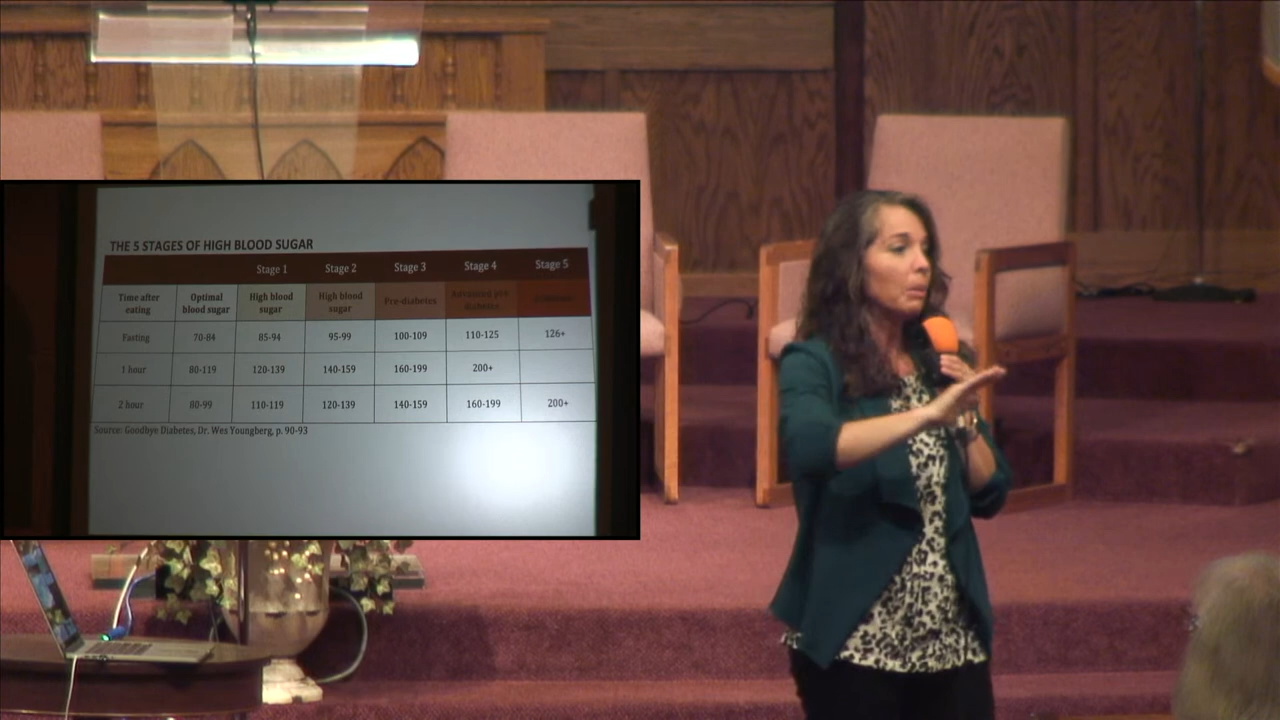 THE 5 STAGES OF HIGH BLOOD SUGAR
Stage 1 Stage 2 Stage 3 Stage 4 Stage 5
Time after eating Optimal blood sugar High blood sugar High blood sugar Pre-diabetes Advanced pre-diabetes
Fasting 70-84 85-94 95-99 100-109 110-125 126+
1 hour 80-119 120-139 140-159 160-199 200+
2 hour 80-99 110-119 120-139 140-159 160-199 200+
Source: Goodbye Diabetes, Dr. Wes Youngberg, p. 90-93